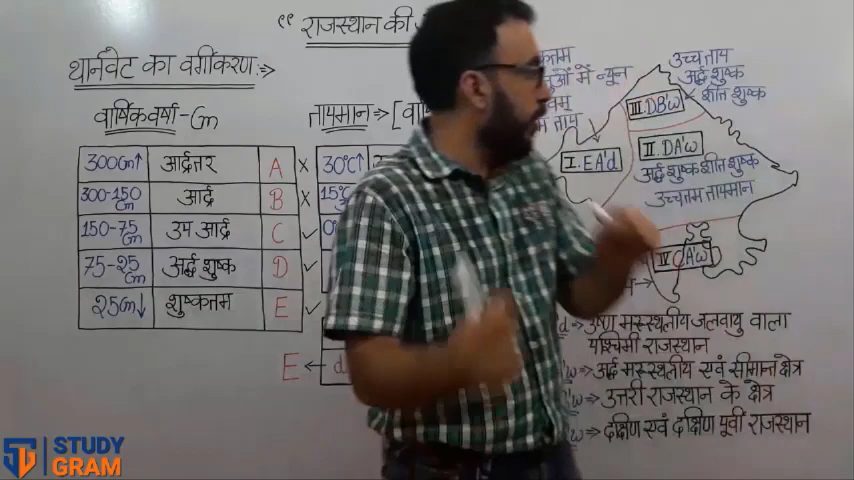 " राजस्थान की
थार्नवेट का वर्गीकरण :⇒
वार्षिक वर्षा - Cm
300Cm↑ आर्द्रतर A ×
300-150 Cm आर्द्र B ×
150-75 Cm उप आर्द्र C ✓
75-25 Cm अर्द्ध शुष्क D ✓
25Cm↓ शुष्कतम E ✓
तापमान ⇒ [वा
30°C↑
15°C
E ← d
में न्यून
ताप
I. EA'd
उच्च ताप
अर्द्ध शुष्क
शीत शुष्क
III. DB'w
II. DA'w
अर्द्ध शुष्क शीत शुष्क
उच्चतम तापमान
IV CA'w
d ⇒ उष्ण मरुस्थलीय जलवायु वाला
पश्चिमी राजस्थान
'w ⇒ अर्द्ध मरुस्थलीय एवं सीमान्त क्षेत्र
'w ⇒ उत्तरी राजस्थान के क्षेत्र
w ⇒ दक्षिण एवं दक्षिण पूर्वी राजस्थान
STUDY
GRAM